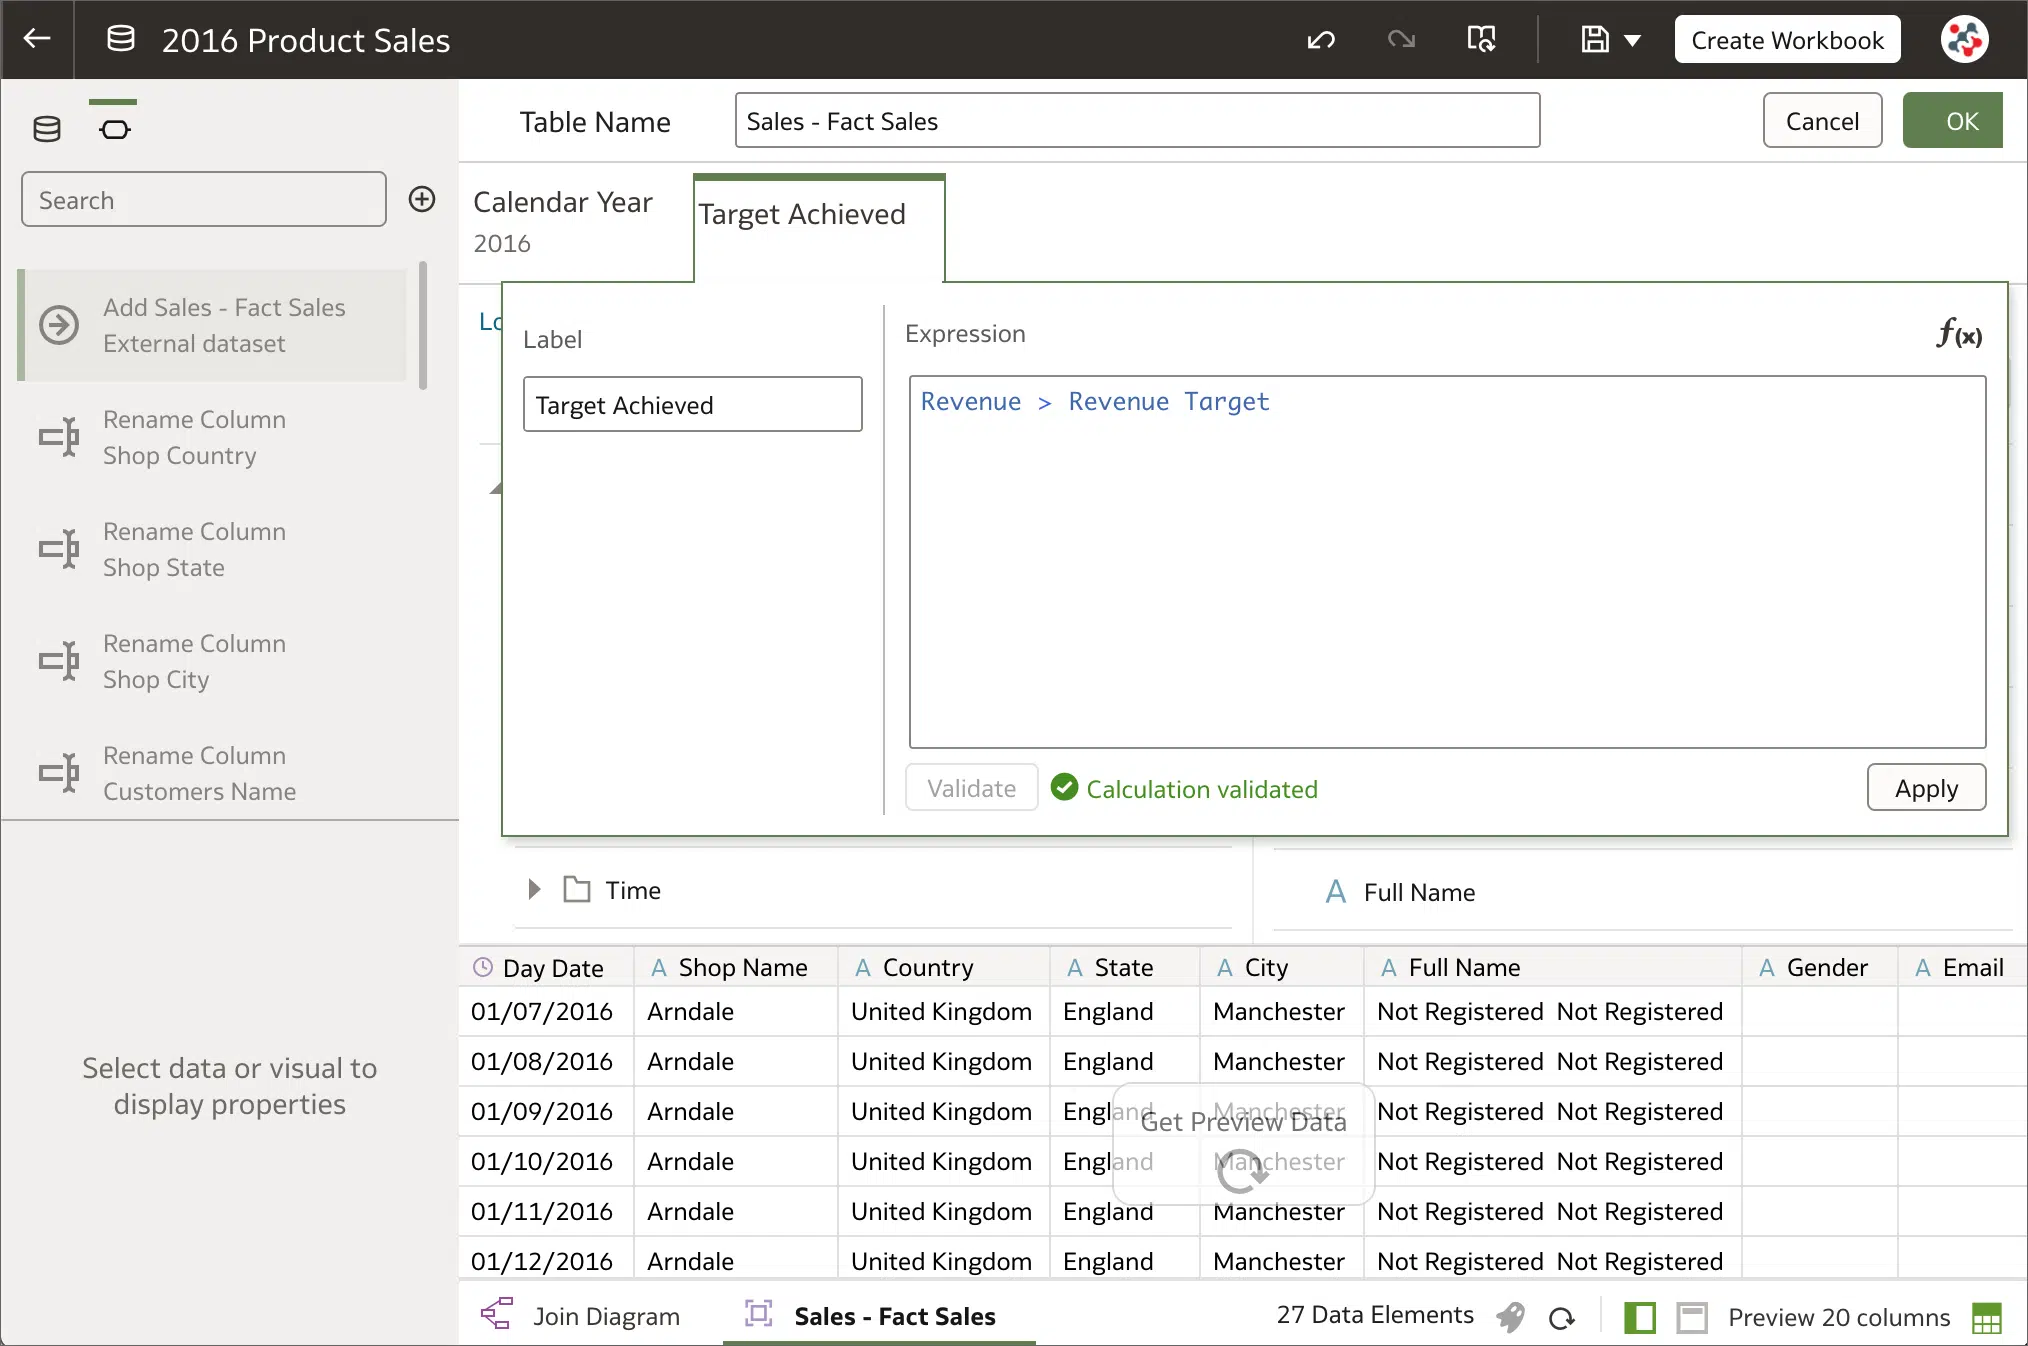 2016 Product Sales
Create Workbook
Table Name
Sales - Fact Sales
Cancel
OK
Search
Calendar Year
2016
Target Achieved
Add Sales - Fact Sales
External dataset
Rename Column
Shop Country
Rename Column
Shop State
Rename Column
Shop City
Rename Column
Customers Name
Select data or visual to
display properties
Lo
Label
Target Achieved
Expression
f(x)
Revenue > Revenue Target
Validate
Calculation validated
Apply
Time
A Full Name
Day Date A Shop Name A Country A State A City A Full Name A Gender A Email
01/07/2016 Arndale United Kingdom England Manchester Not Registered Not Registered
01/08/2016 Arndale United Kingdom England Manchester Not Registered Not Registered
01/09/2016 Arndale United Kingdom England Manchester Not Registered Not Registered
Get Preview Data
01/10/2016 Arndale United Kingdom England Manchester Not Registered Not Registered
01/11/2016 Arndale United Kingdom England Manchester Not Registered Not Registered
01/12/2016 Arndale United Kingdom England Manchester Not Registered Not Registered
Join Diagram
Sales - Fact Sales
27 Data Elements
Preview 20 columns